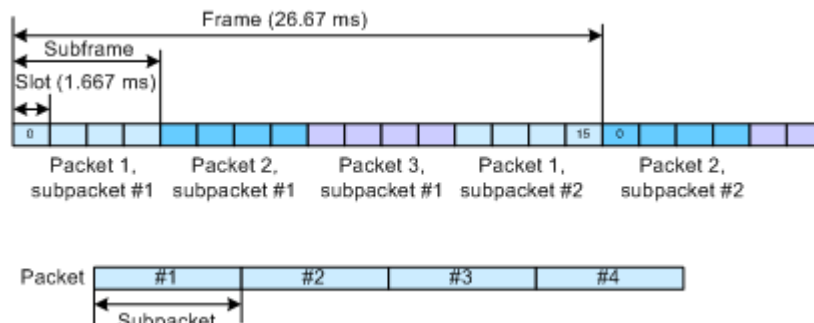 Frame (26.67 ms)
Subframe
Slot (1.667 ms)
0 15 0
Packet 1, Packet 2, Packet 3, Packet 1, Packet 2,
subpacket #1 subpacket #1 subpacket #1 subpacket #2 subpacket #2
Packet #1 #2 #3 #4
Subpacket